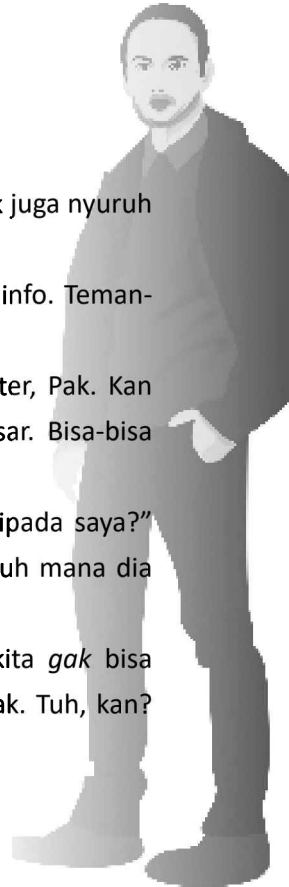 juga nyuruh
info. Teman-
ter, Pak. Kan
sar. Bisa-bisa
ipada saya?”
uh mana dia
kita gak bisa
ak. Tuh, kan?